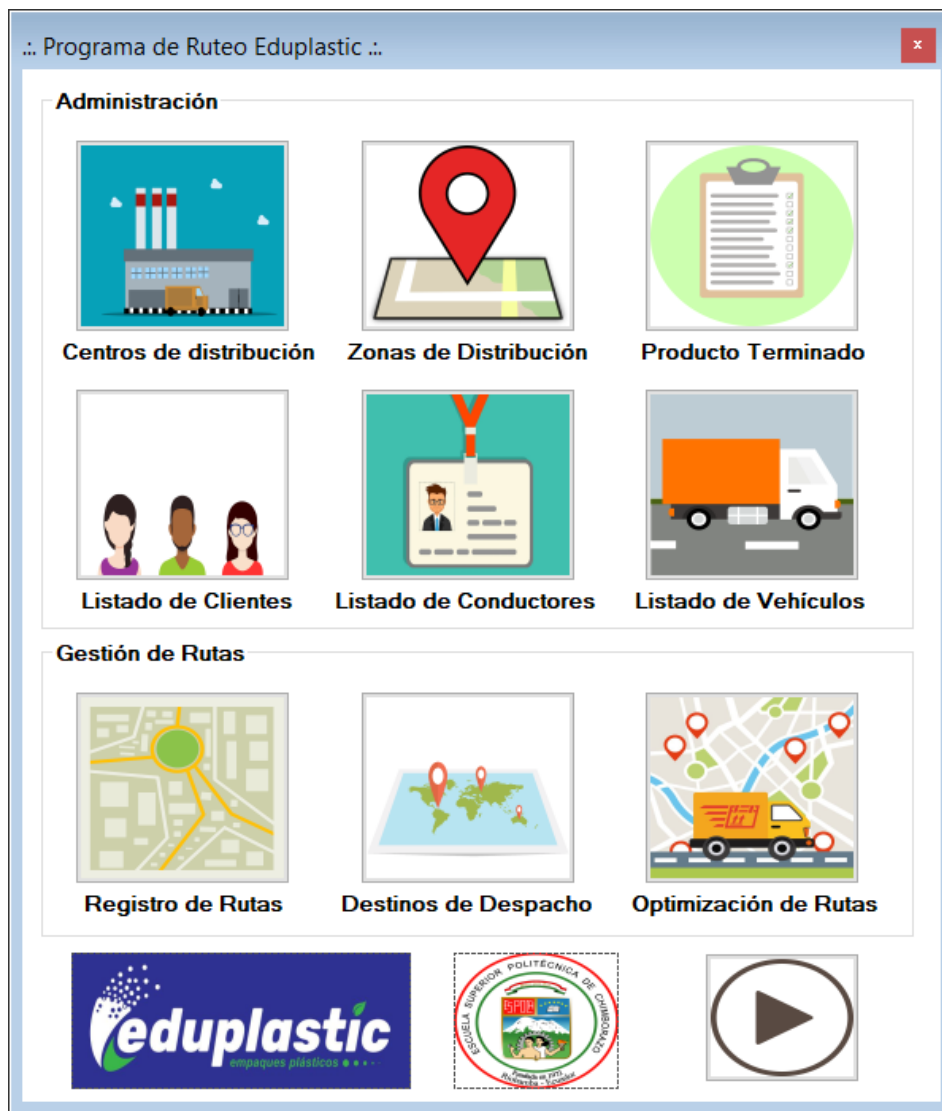 .:. Programa de Ruteo Eduplastic .:.
x
Administración
Centros de distribución
Zonas de Distribución
Producto Terminado
Listado de Clientes
Listado de Conductores
Listado de Vehículos
Gestión de Rutas
Registro de Rutas
Destinos de Despacho
Optimización de Rutas
eduplastic
empaques plásticos
ESCUELA SUPERIOR POLITÉCNICA DE CHIMBORAZO
ESPOCH
Riobamba - Ecuador